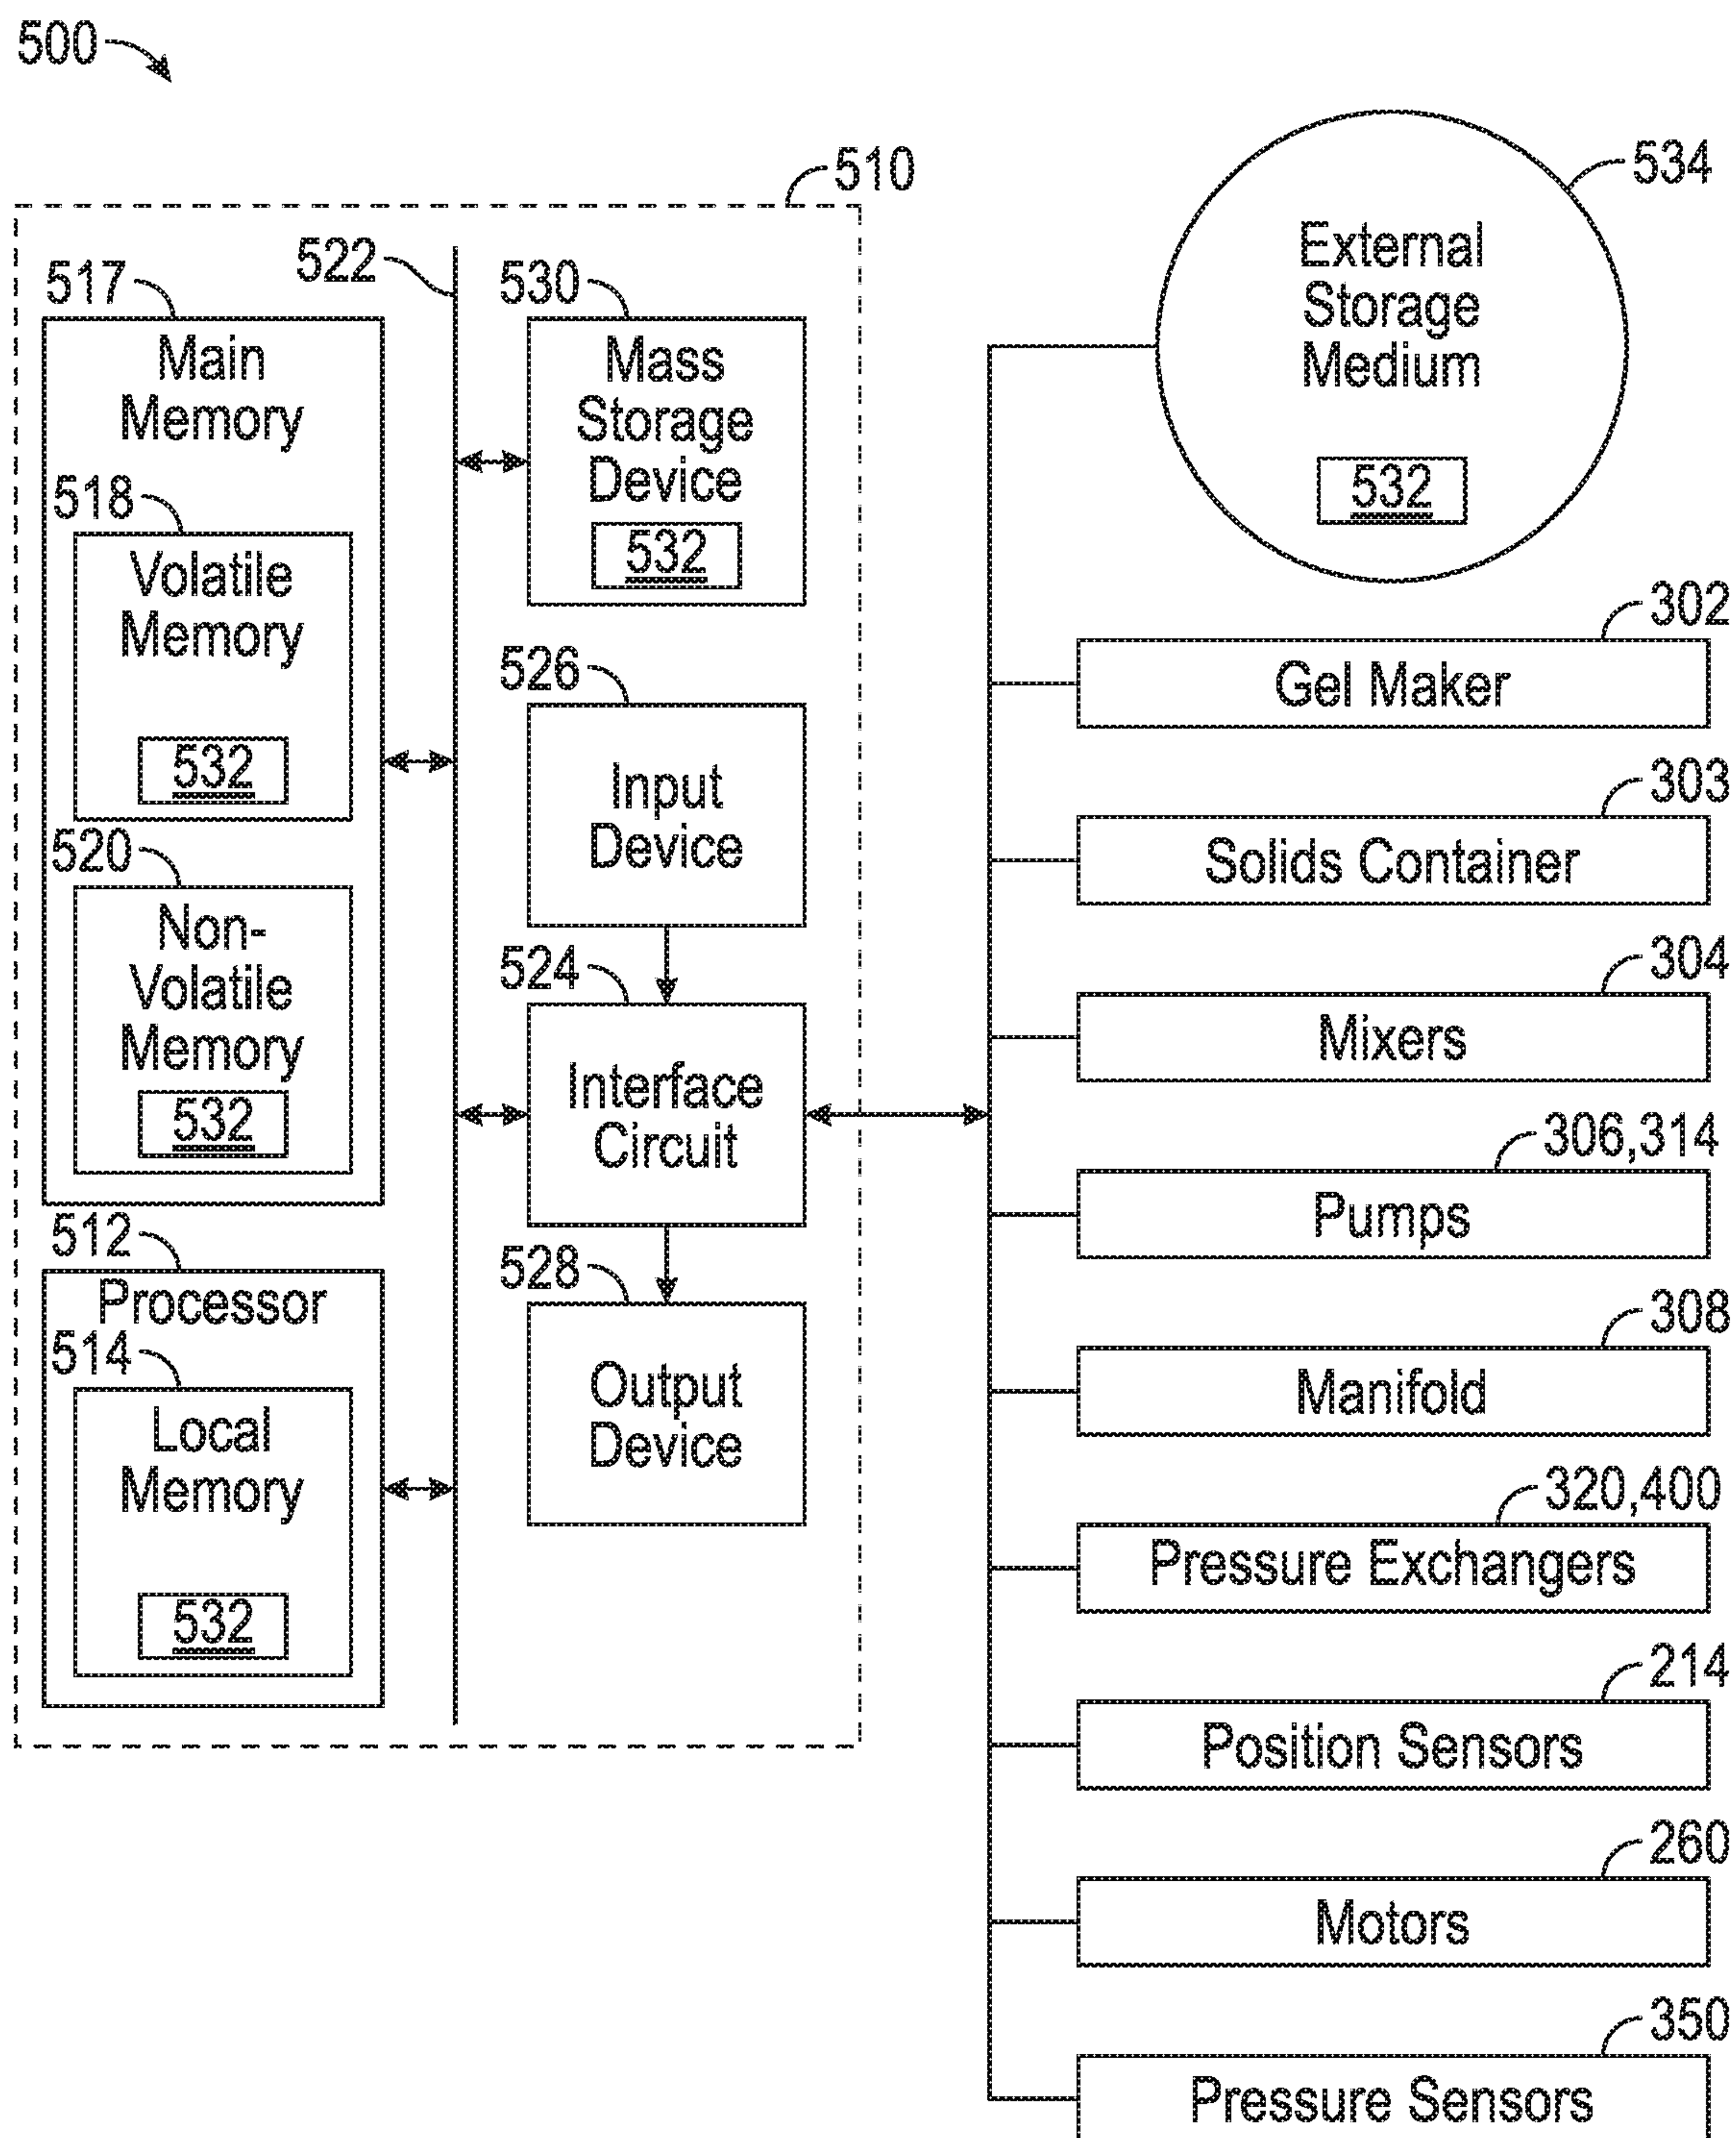 500
510
517
Main
Memory
518
Volatile
Memory
532
520
Non-
Volatile
Memory
532
512
Processor
514
Local
Memory
532
522
530
Mass
Storage
Device
532
526
Input
Device
524
Interface
Circuit
528
Output
Device
534
External
Storage
Medium
532
302
Gel Maker
303
Solids Container
304
Mixers
306,314
Pumps
308
Manifold
320,400
Pressure Exchangers
214
Position Sensors
260
Motors
350
Pressure Sensors